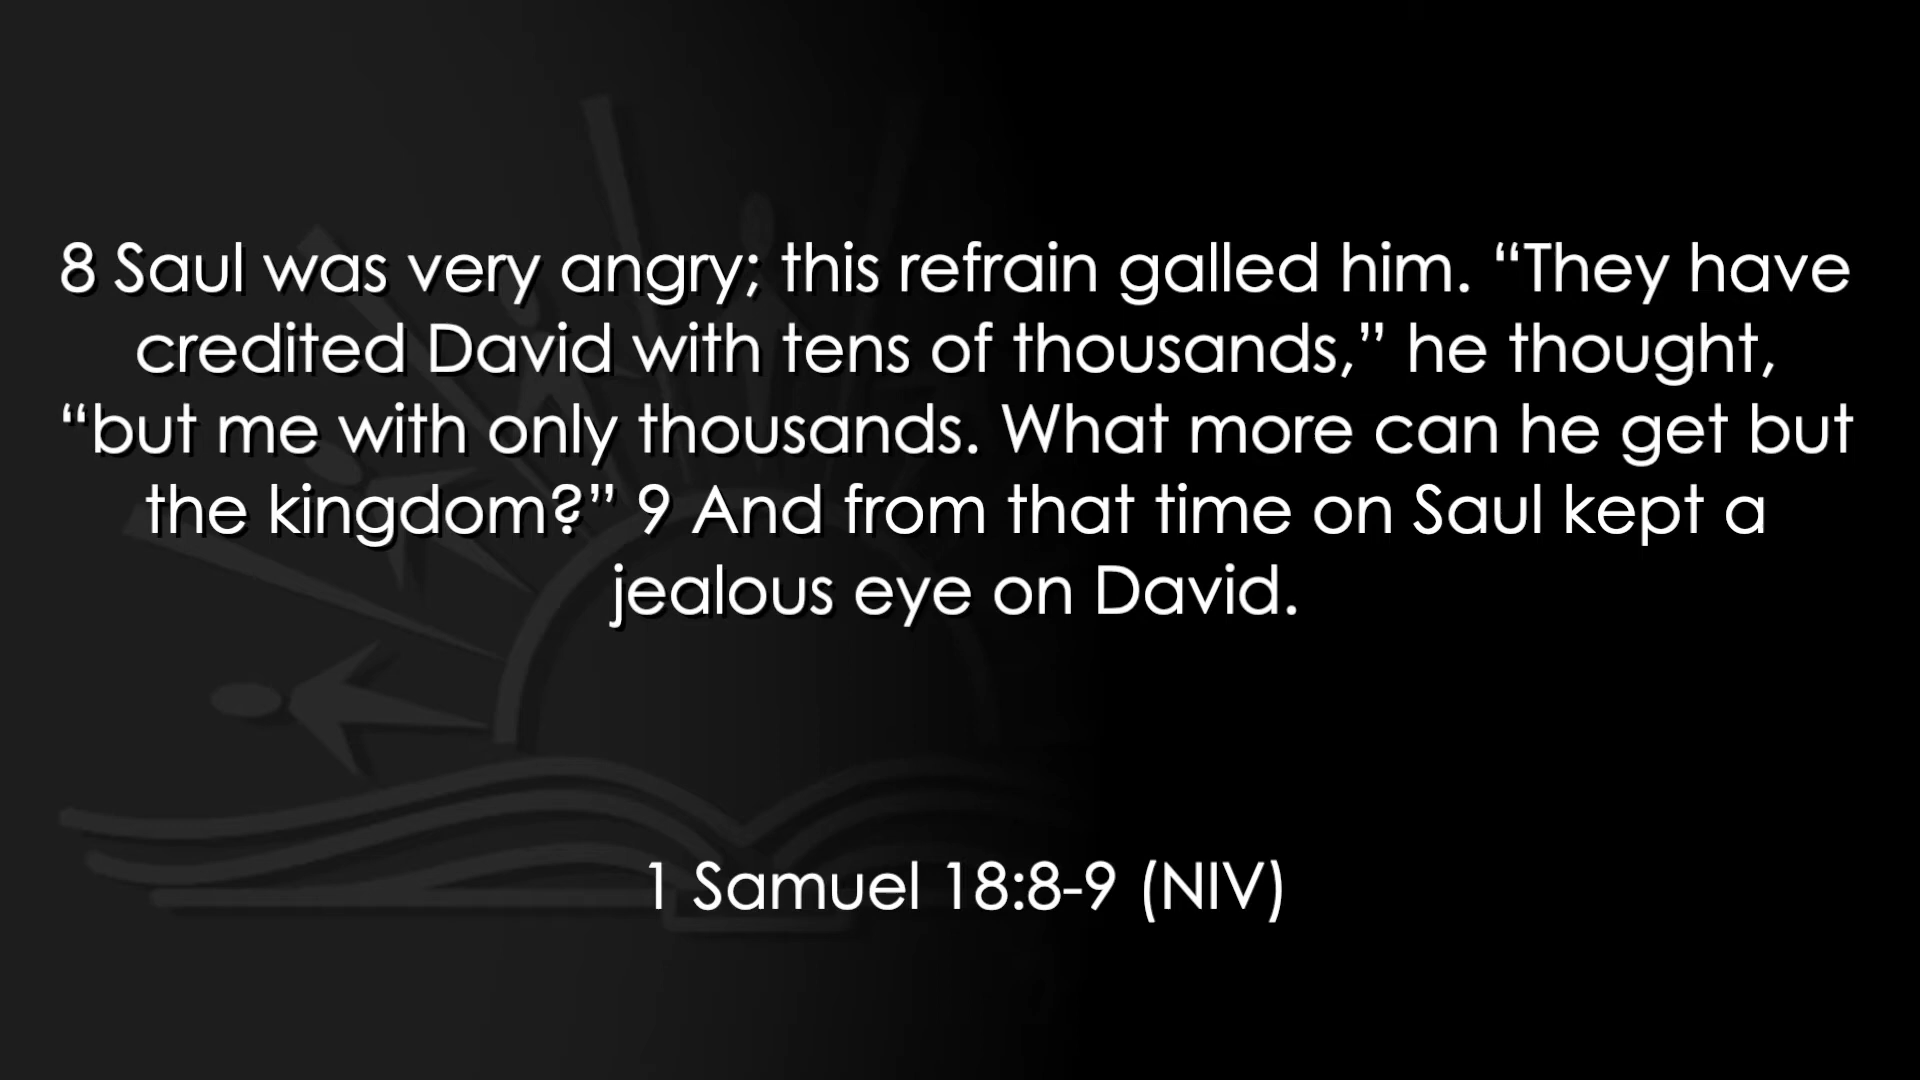 8 Saul was very angry; this refrain galled him. “They have
credited David with tens of thousands,” he thought,
“but me with only thousands. What more can he get but
the kingdom?” 9 And from that time on Saul kept a
jealous eye on David.
1 Samuel 18:8-9 (NIV)